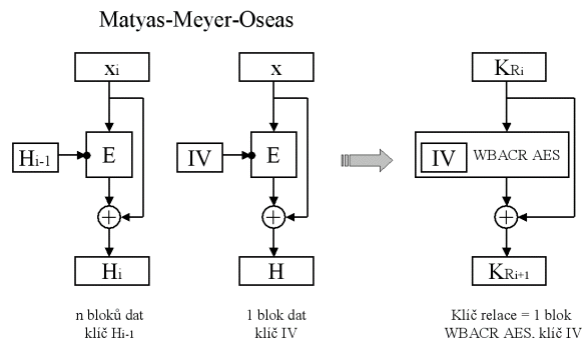 Matyas-Meyer-Oseas
xi
x
KRi
Hi-1
E
IV
E
IV
WBACR AES
Hi
H
KRi+1
n bloků dat
klíč Hi-1
1 blok dat
klíč IV
Klíč relace = 1 blok
WBACR AES, klíč IV